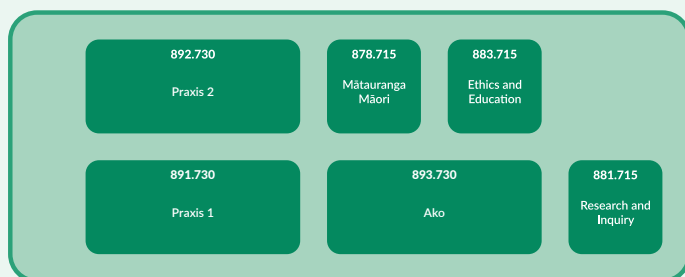 892.730
Praxis 2
878.715
Mātauranga
Māori
883.715
Ethics and
Education
891.730
Praxis 1
893.730
Ako
881.715
Research and
Inquiry